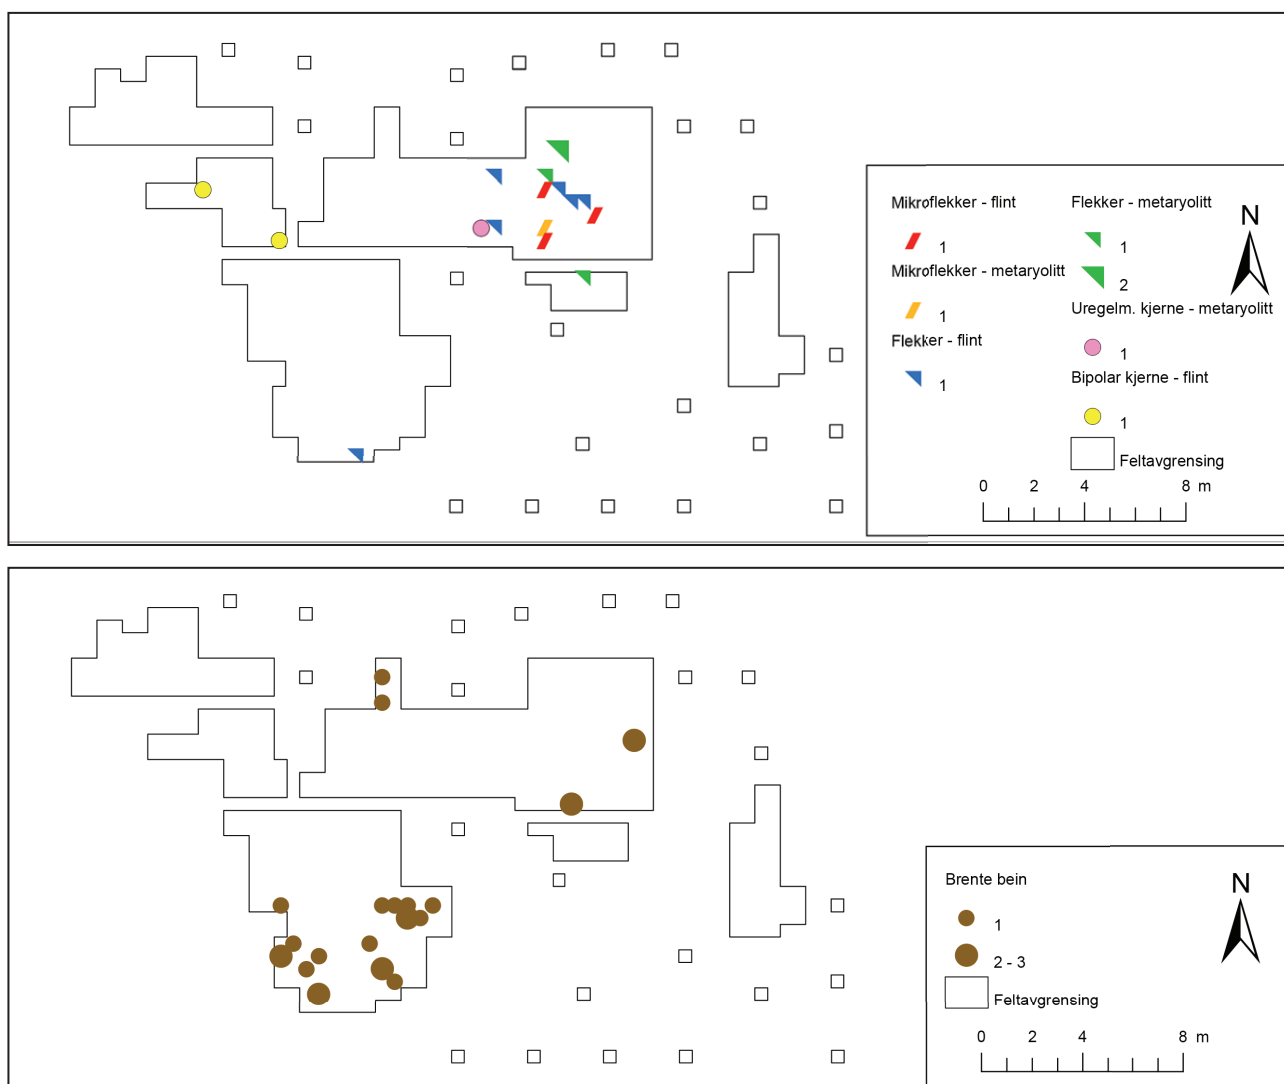 Mikroflekker - flint
1
Mikroflekker - metaryolitt
1
Flekker - flint
1
Flekker - metaryolitt
1
2
Uregelm. kjerne - metaryolitt
1
Bipolar kjerne - flint
1
Feltavgrensing
N
0 2 4 8 m
Brente bein
1
2 - 3
Feltavgrensing
N
0 2 4 8 m